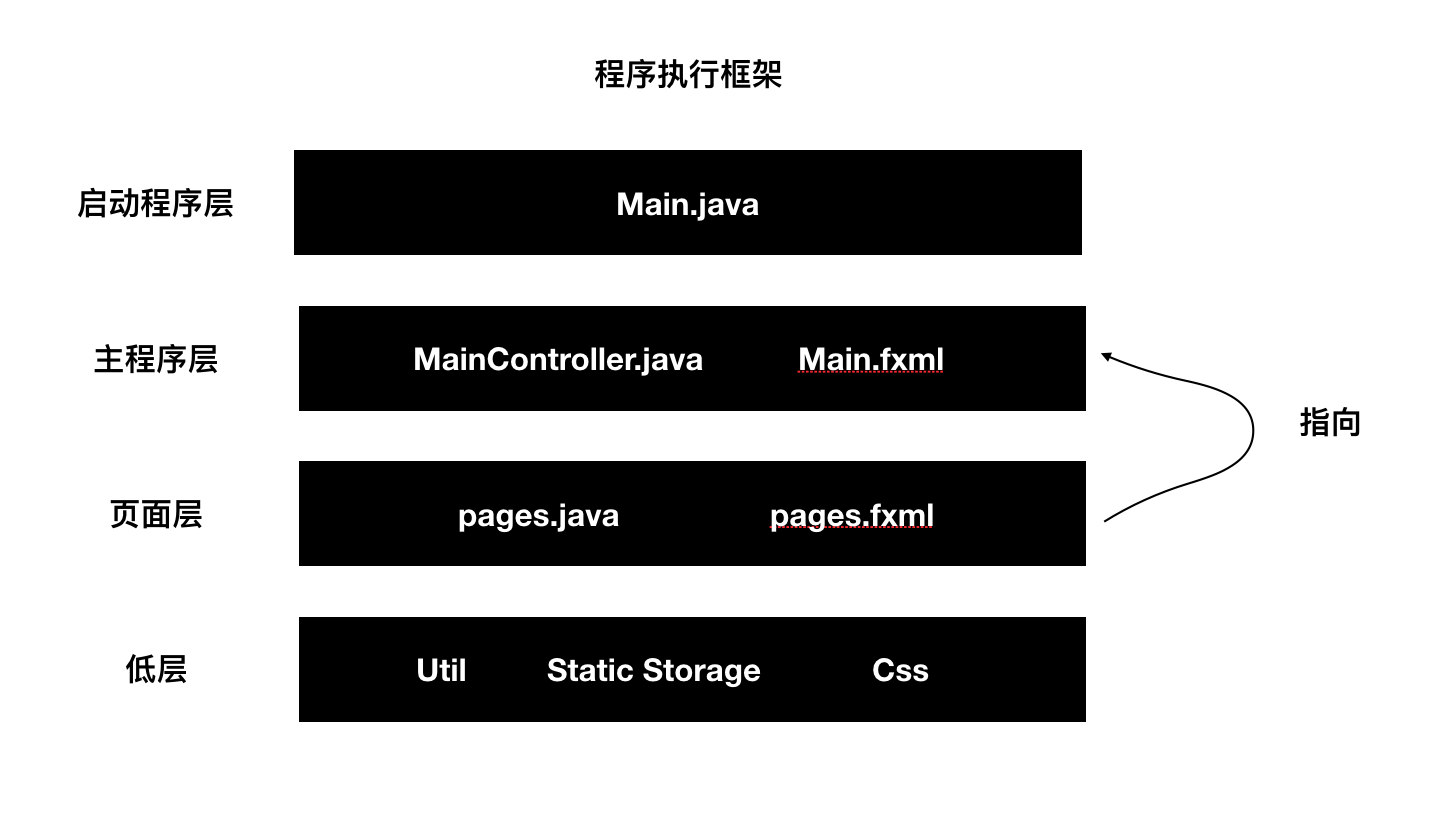 程序执行框架
启动程序层 Main.java
主程序层 MainController.java Main.fxml
指向
页面层 pages.java pages.fxml
低层 Util Static Storage Css